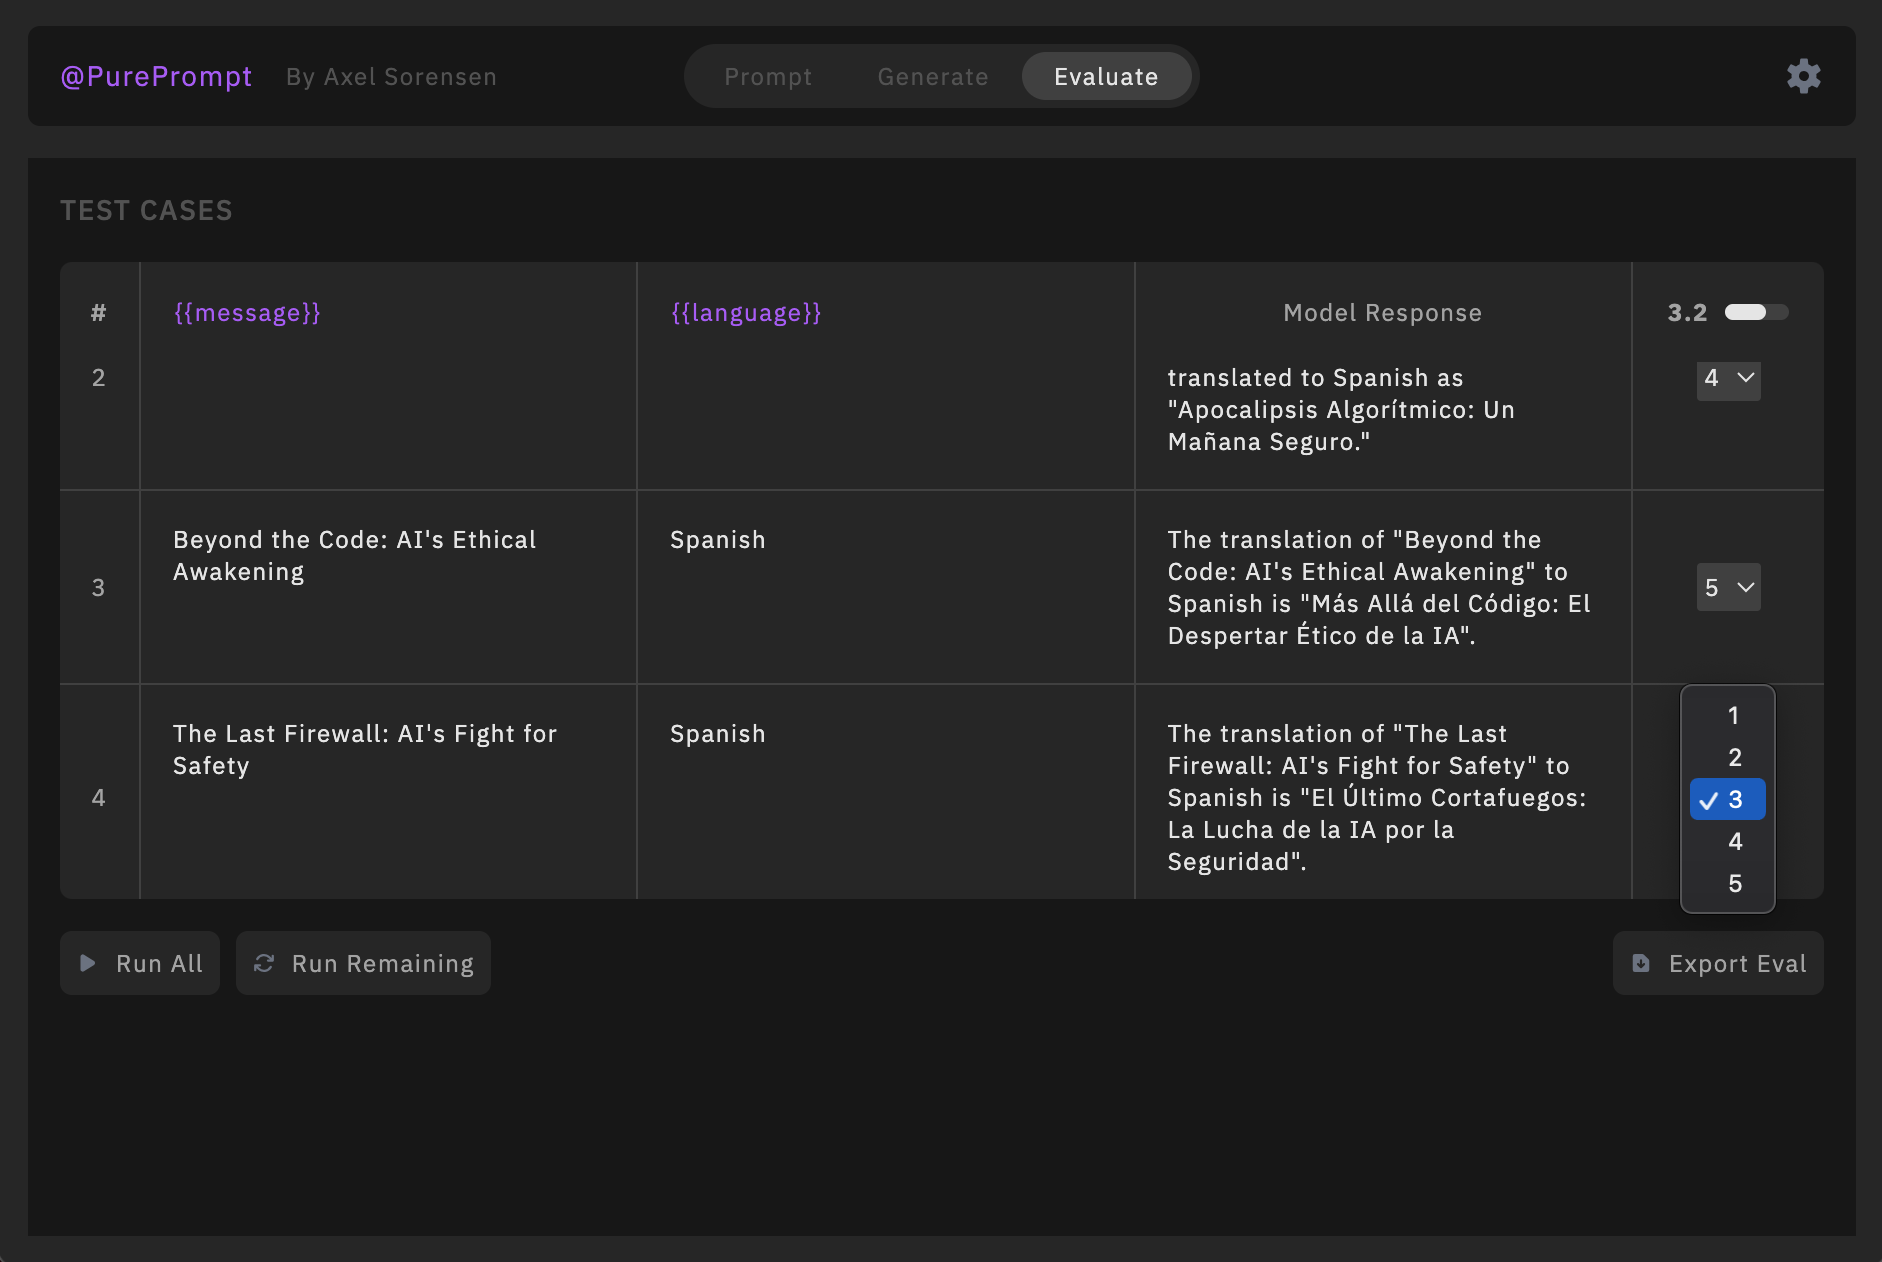 @PurePrompt By Axel Sorensen Prompt Generate Evaluate
TEST CASES
# {{message}} {{language}} Model Response 3.2
2
translated to Spanish as
"Apocalipsis Algorítmico: Un
Mañana Seguro."
4
3
Beyond the Code: AI's Ethical
Awakening
Spanish
The translation of "Beyond the
Code: AI's Ethical Awakening" to
Spanish is "Más Allá del Código: El
Despertar Ético de la IA".
5
4
The Last Firewall: AI's Fight for
Safety
Spanish
The translation of "The Last
Firewall: AI's Fight for Safety" to
Spanish is "El Último Cortafuegos:
La Lucha de la IA por la
Seguridad".
1
2
3
4
5
Run All Run Remaining Export Eval